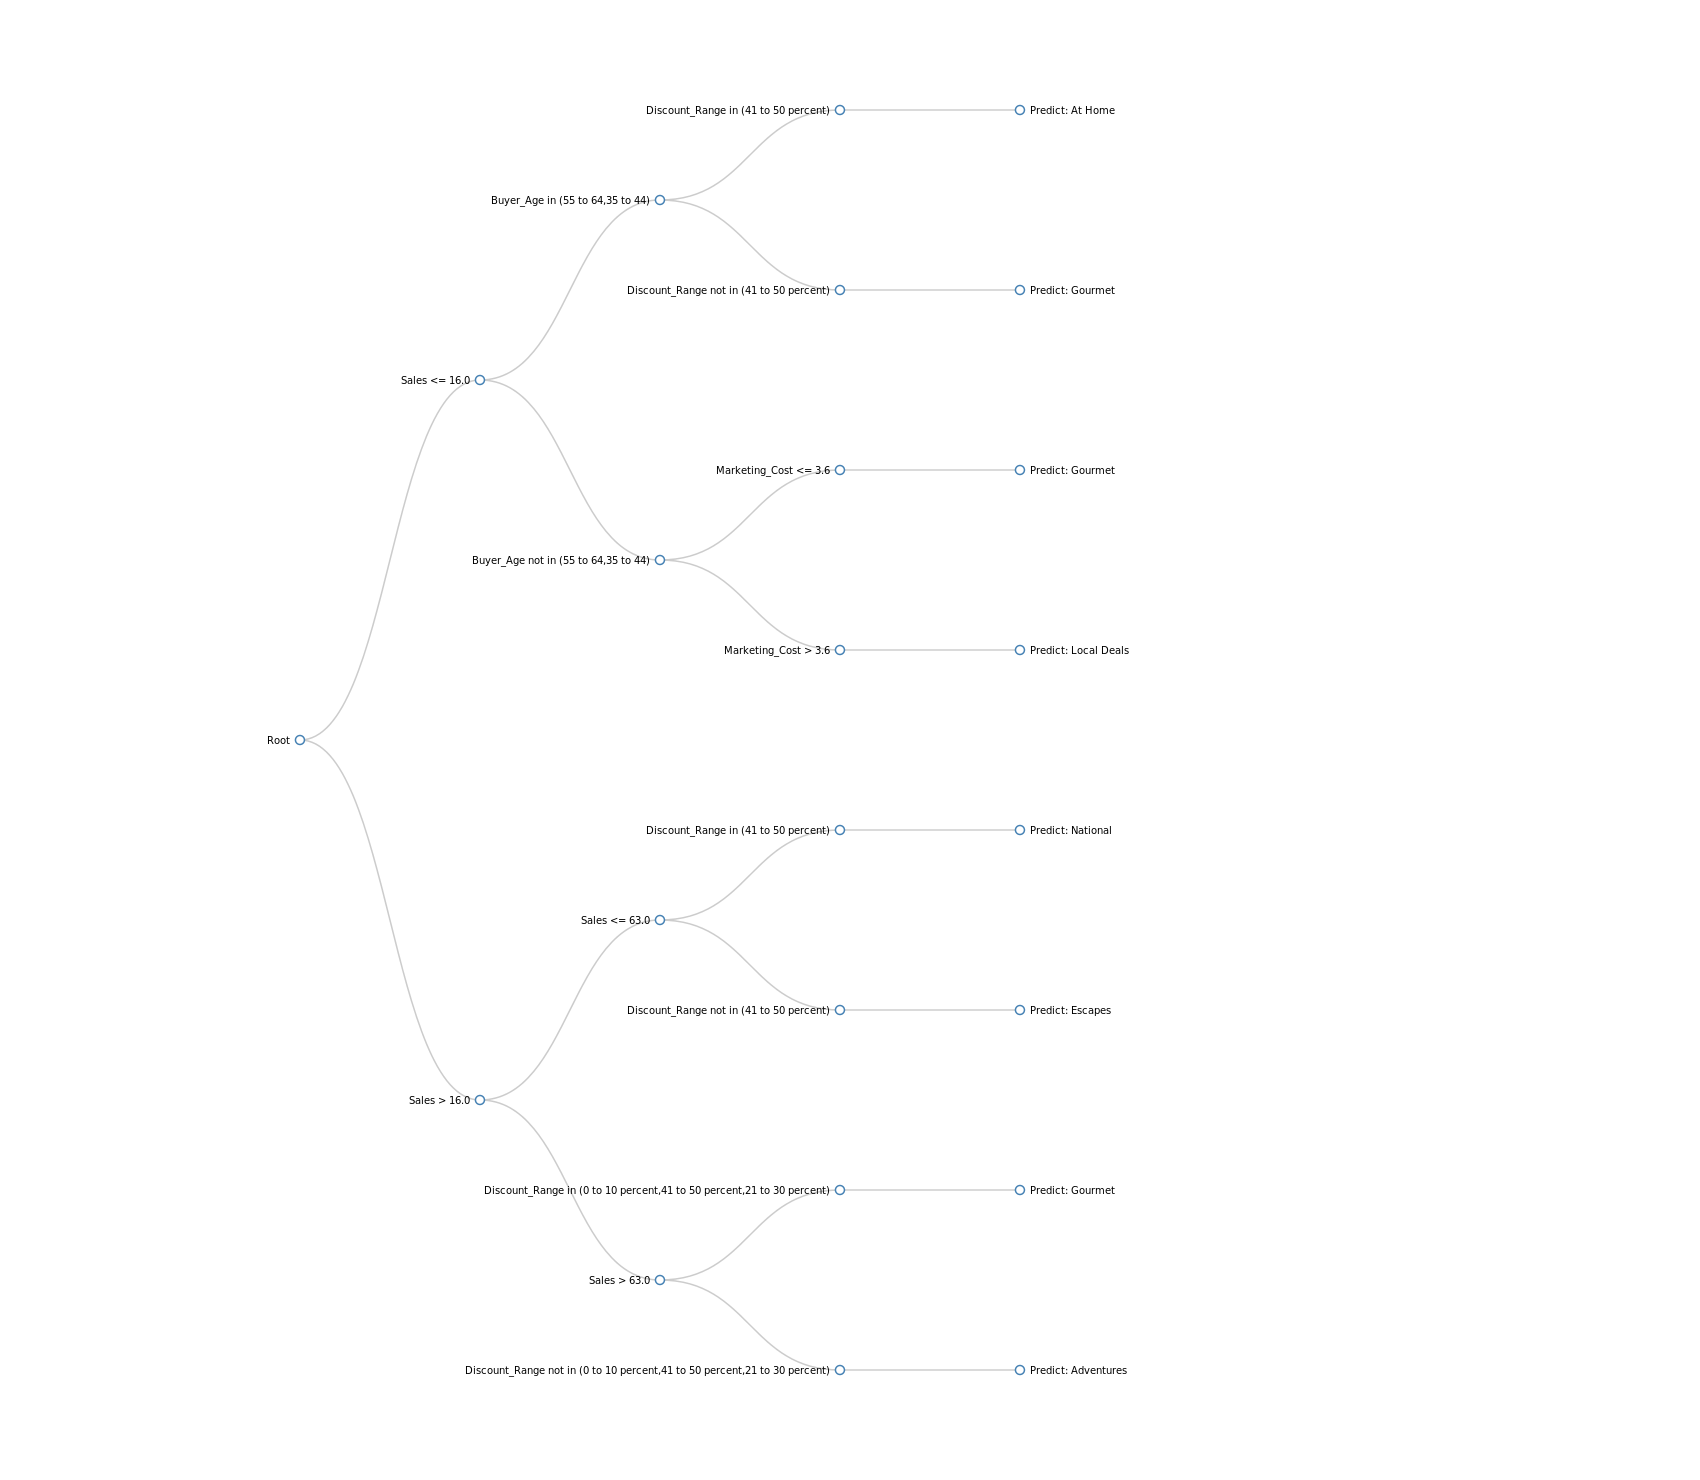 Discount_Range in (41 to 50 percent)
Predict: At Home
Buyer_Age in (55 to 64,35 to 44)
Discount_Range not in (41 to 50 percent)
Predict: Gourmet
Sales <= 16.0
Marketing_Cost <= 3.6
Predict: Gourmet
Buyer_Age not in (55 to 64,35 to 44)
Marketing_Cost > 3.6
Predict: Local Deals
Root
Discount_Range in (41 to 50 percent)
Predict: National
Sales <= 63.0
Discount_Range not in (41 to 50 percent)
Predict: Escapes
Sales > 16.0
Discount_Range in (0 to 10 percent,41 to 50 percent,21 to 30 percent)
Predict: Gourmet
Sales > 63.0
Discount_Range not in (0 to 10 percent,41 to 50 percent,21 to 30 percent)
Predict: Adventures